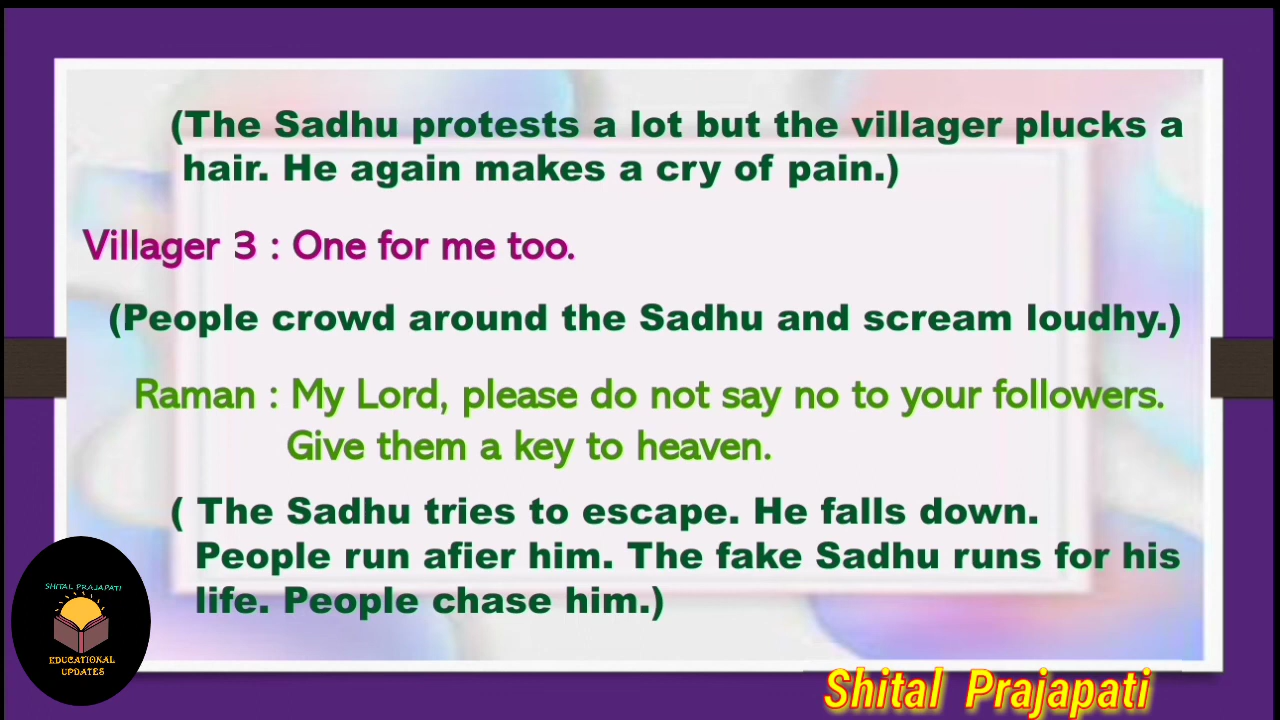 (The Sadhu protests a lot but the villager plucks a
hair. He again makes a cry of pain.)
Villager 3 : One for me too.
(People crowd around the Sadhu and scream loudhy.)
Raman : My Lord, please do not say no to your followers.
Give them a key to heaven.
( The Sadhu tries to escape. He falls down.
People run afier him. The fake Sadhu runs for his
life. People chase him.)
SHITAL PRAJAPATI
EDUCATIONAL
UPDATES
Shital Prajapati